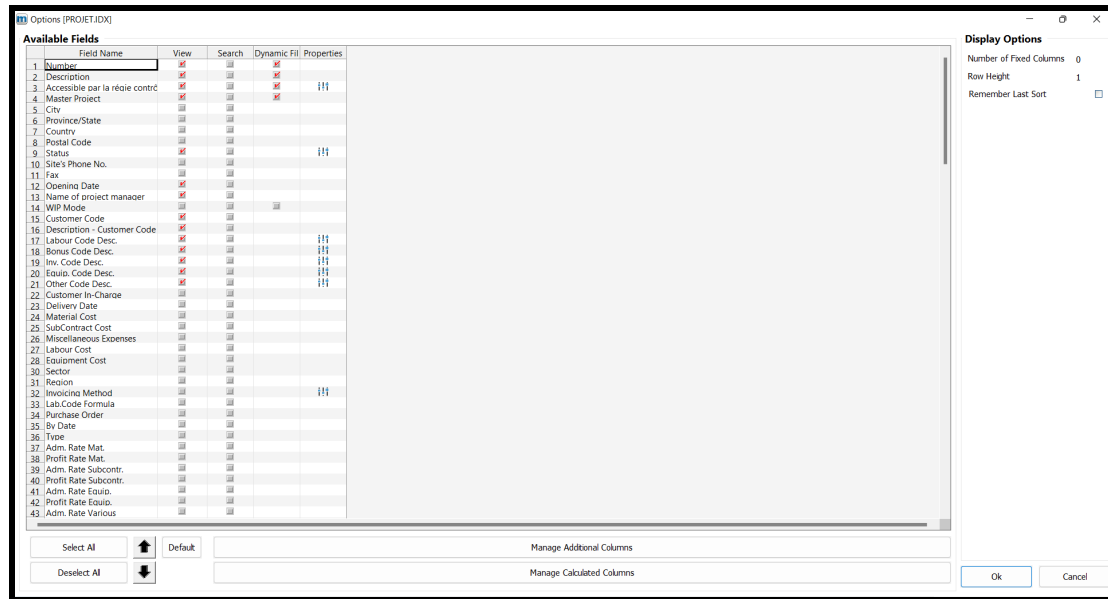 Options [PROJET.IDX]
Available Fields
Field Name View Search Dynamic Fil Properties
1 Number
2 Description
3 Accessible par la régie contrô
4 Master Project
5 City
6 Province/State
7 Country
8 Postal Code
9 Status
10 Site's Phone No.
11 Fax
12 Opening Date
13 Name of project manager
14 WIP Mode
15 Customer Code
16 Description - Customer Code
17 Labour Code Desc.
18 Bonus Code Desc.
19 Inv. Code Desc.
20 Equip. Code Desc.
21 Other Code Desc.
22 Customer In-Charge
23 Delivery Date
24 Material Cost
25 SubContract Cost
26 Miscellaneous Expenses
27 Labour Cost
28 Equipment Cost
30 Sector
31 Region
32 Invoicing Method
33 Lab.Code Formula
34 Purchase Order
35 By Date
36 Type
37 Adm. Rate Mat.
38 Profit Rate Mat.
39 Adm. Rate Subcontr.
40 Profit Rate Subcontr.
41 Adm. Rate Equip.
42 Profit Rate Equip.
43 Adm. Rate Various
Select All Default Manage Additional Columns
Deselect All Manage Calculated Columns
Display Options
Number of Fixed Columns 0
Row Height 1
Remember Last Sort
Ok Cancel